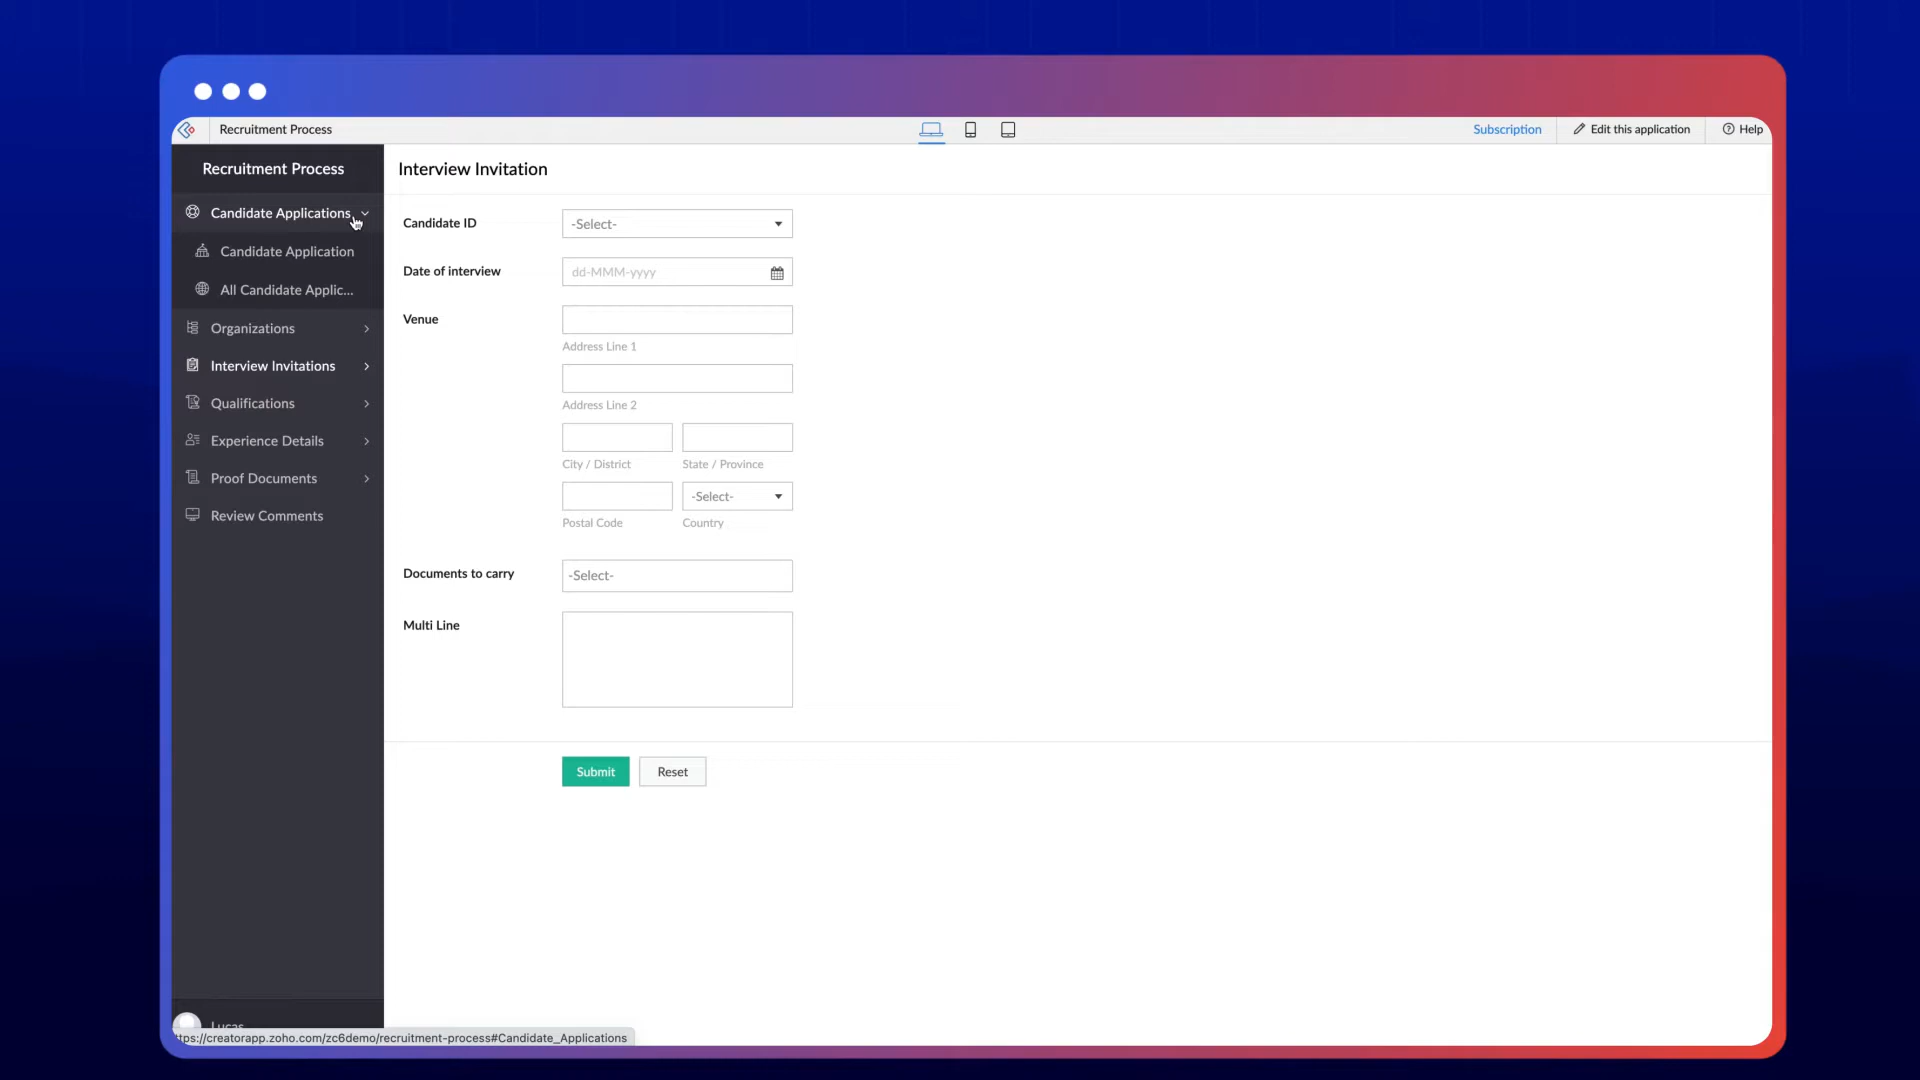 Recruitment Process
Subscription
Edit this application
Help
Recruitment Process
Candidate Applications
Candidate Application
All Candidate Applic...
Organizations
Interview Invitations
Qualifications
Experience Details
Proof Documents
Review Comments
Lucas
Interview Invitation
Candidate ID
-Select-
Date of interview
dd-MMM-yyyy
Venue
Address Line 1
Address Line 2
City / District
State / Province
-Select-
Postal Code
Country
Documents to carry
-Select-
Multi Line
Submit
Reset
ttps://creatorapp.zoho.com/zc6demo/recruitment-process#Candidate_Applications